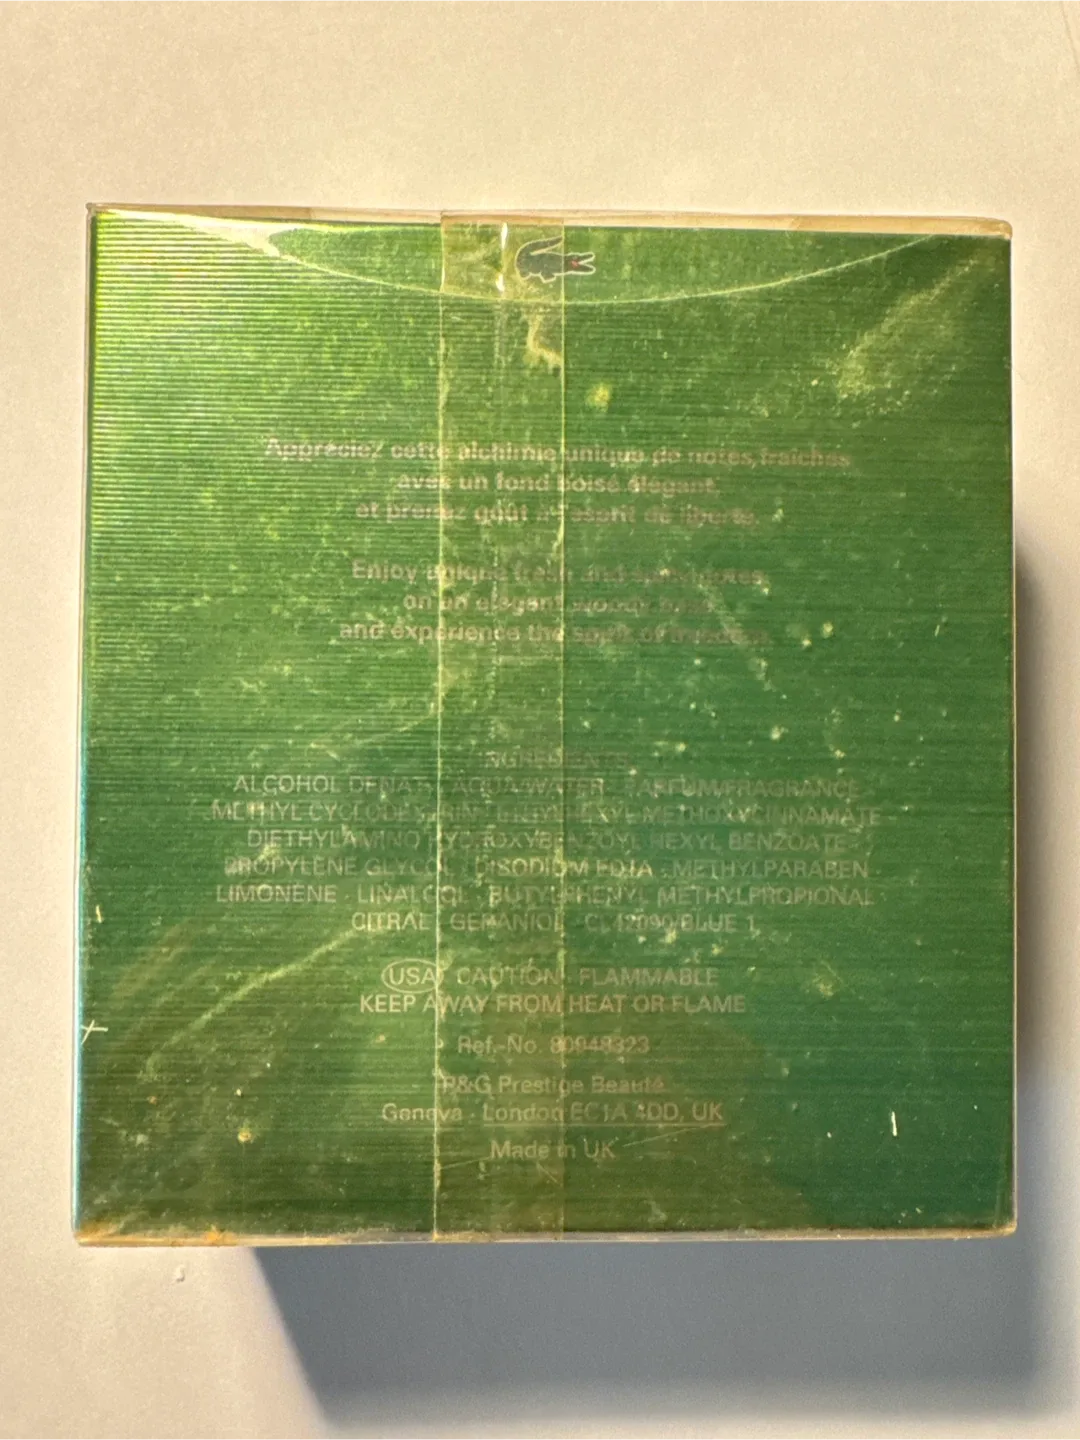 Appréciez cette alchimie unique de notes fraîches
avec un fond boisé élégant,
et prenez goût à l'esprit de liberté.
Enjoy unique fresh and
on an elegant woody base
and experience the spirit of freedom.
INGREDIENTS:
ALCOHOL DENAT. · AQUA/WATER · PARFUM/FRAGRANCE ·
METHYL CYCLODEXTRIN · ETHYLHEXYL METHOXYCINNAMATE ·
DIETHYLAMINO HYDROXYBENZOYL HEXYL BENZOATE ·
PROPYLENE GLYCOL · DISODIUM EDTA · METHYLPARABEN ·
LIMONENE · LINALOOL · BUTYLPHENYL METHYLPROPIONAL ·
CITRAL · GERANIOL · CI 42090/BLUE 1.
USA CAUTION · FLAMMABLE
KEEP AWAY FROM HEAT OR FLAME
Ref.-No. 80948323
P&G Prestige Beauté
Geneva · London EC1A 4DD, UK
Made in UK